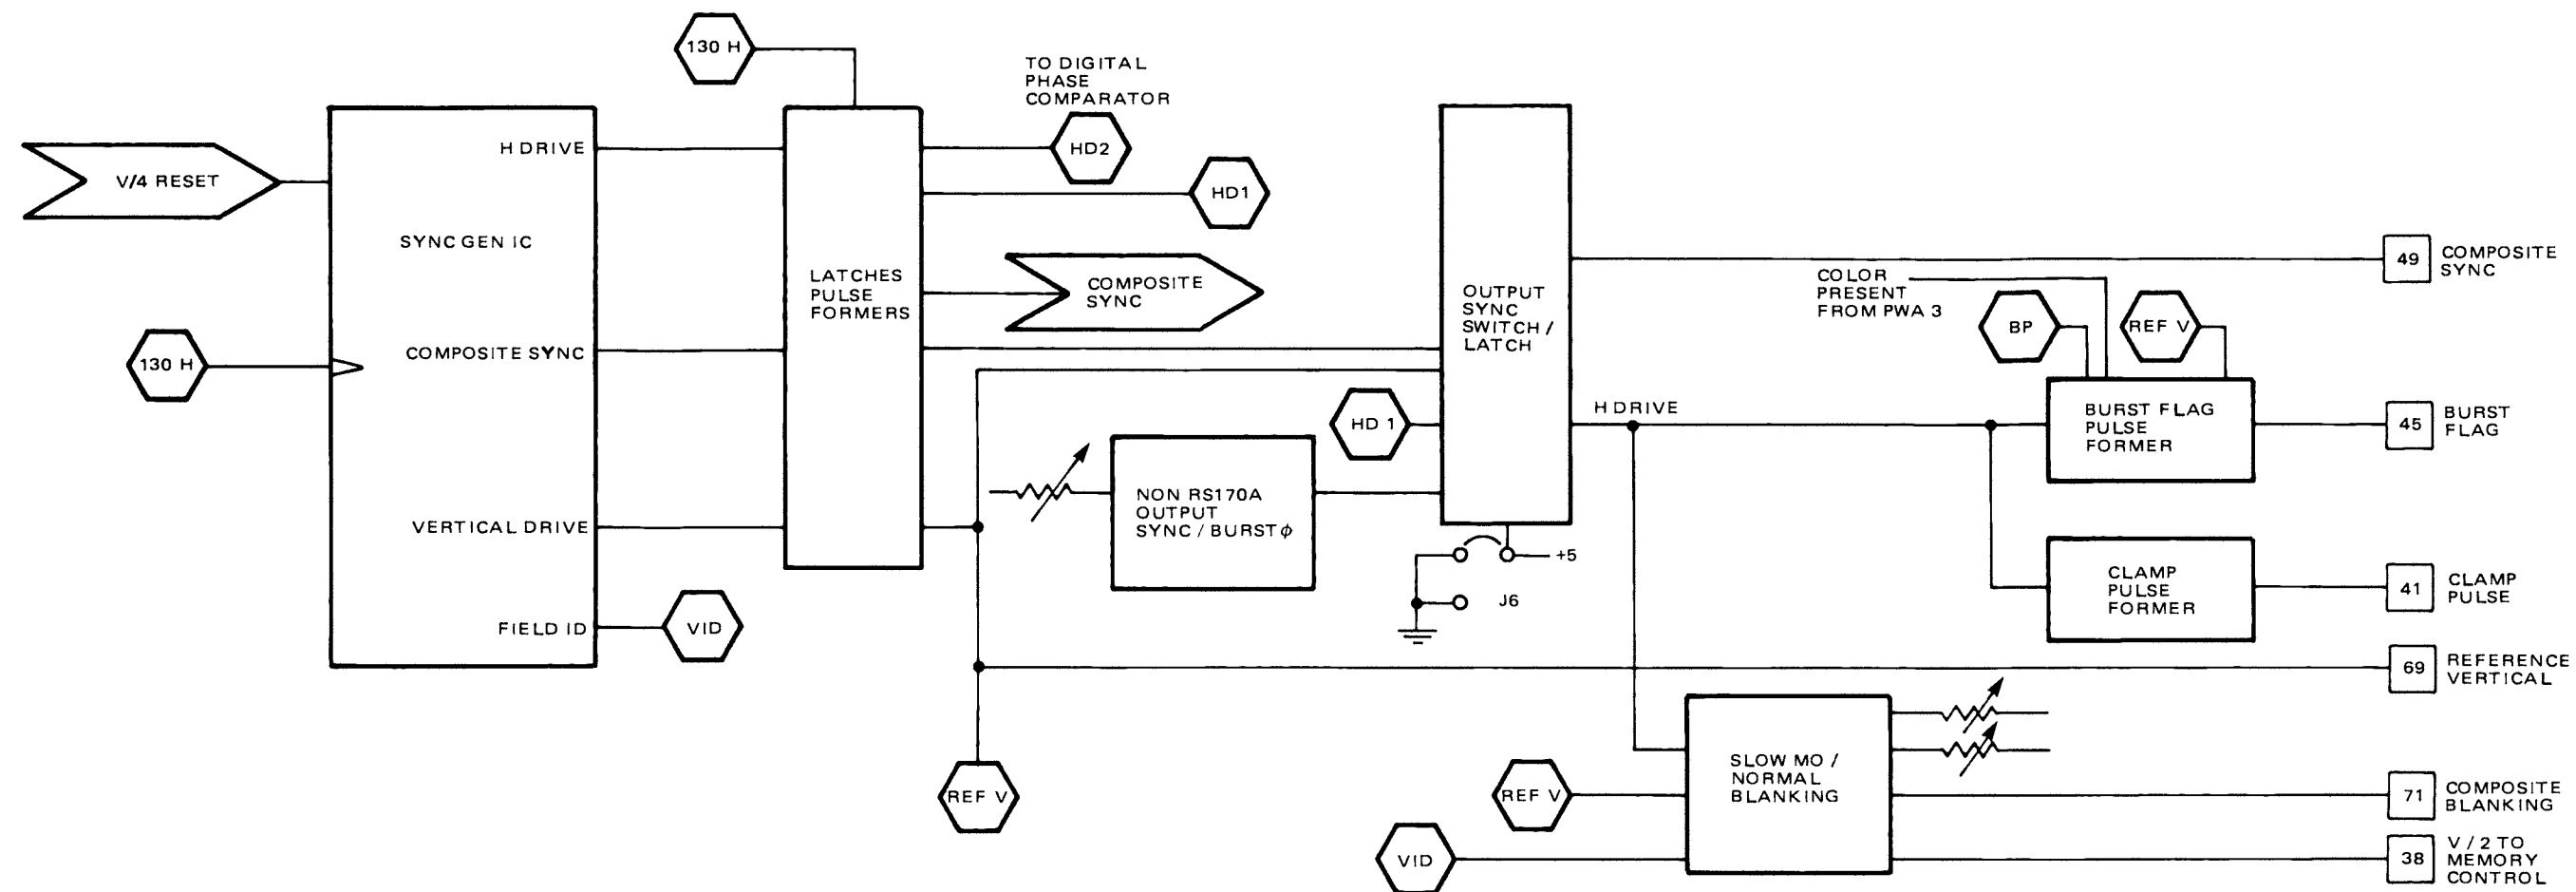 130 H
TO DIGITAL
PHASE
COMPARATOR
HD2
H DRIVE
V/4 RESET
HD1
SYNC GEN IC
LATCHES
PULSE
FORMERS
COMPOSITE
SYNC
OUTPUT
SYNC
SWITCH /
LATCH
COLOR
PRESENT
FROM PWA 3
BP
REF V
49
COMPOSITE
SYNC
130 H
COMPOSITE SYNC
HD 1
H DRIVE
BURST FLAG
PULSE
FORMER
45
BURST
FLAG
NON RS170A
OUTPUT
SYNC / BURST ϕ
VERTICAL DRIVE
+5
J6
CLAMP
PULSE
FORMER
41
CLAMP
PULSE
FIELD ID
VID
69
REFERENCE
VERTICAL
REF V
REF V
SLOW MO /
NORMAL
BLANKING
71
COMPOSITE
BLANKING
VID
38
V / 2 TO
MEMORY
CONTROL